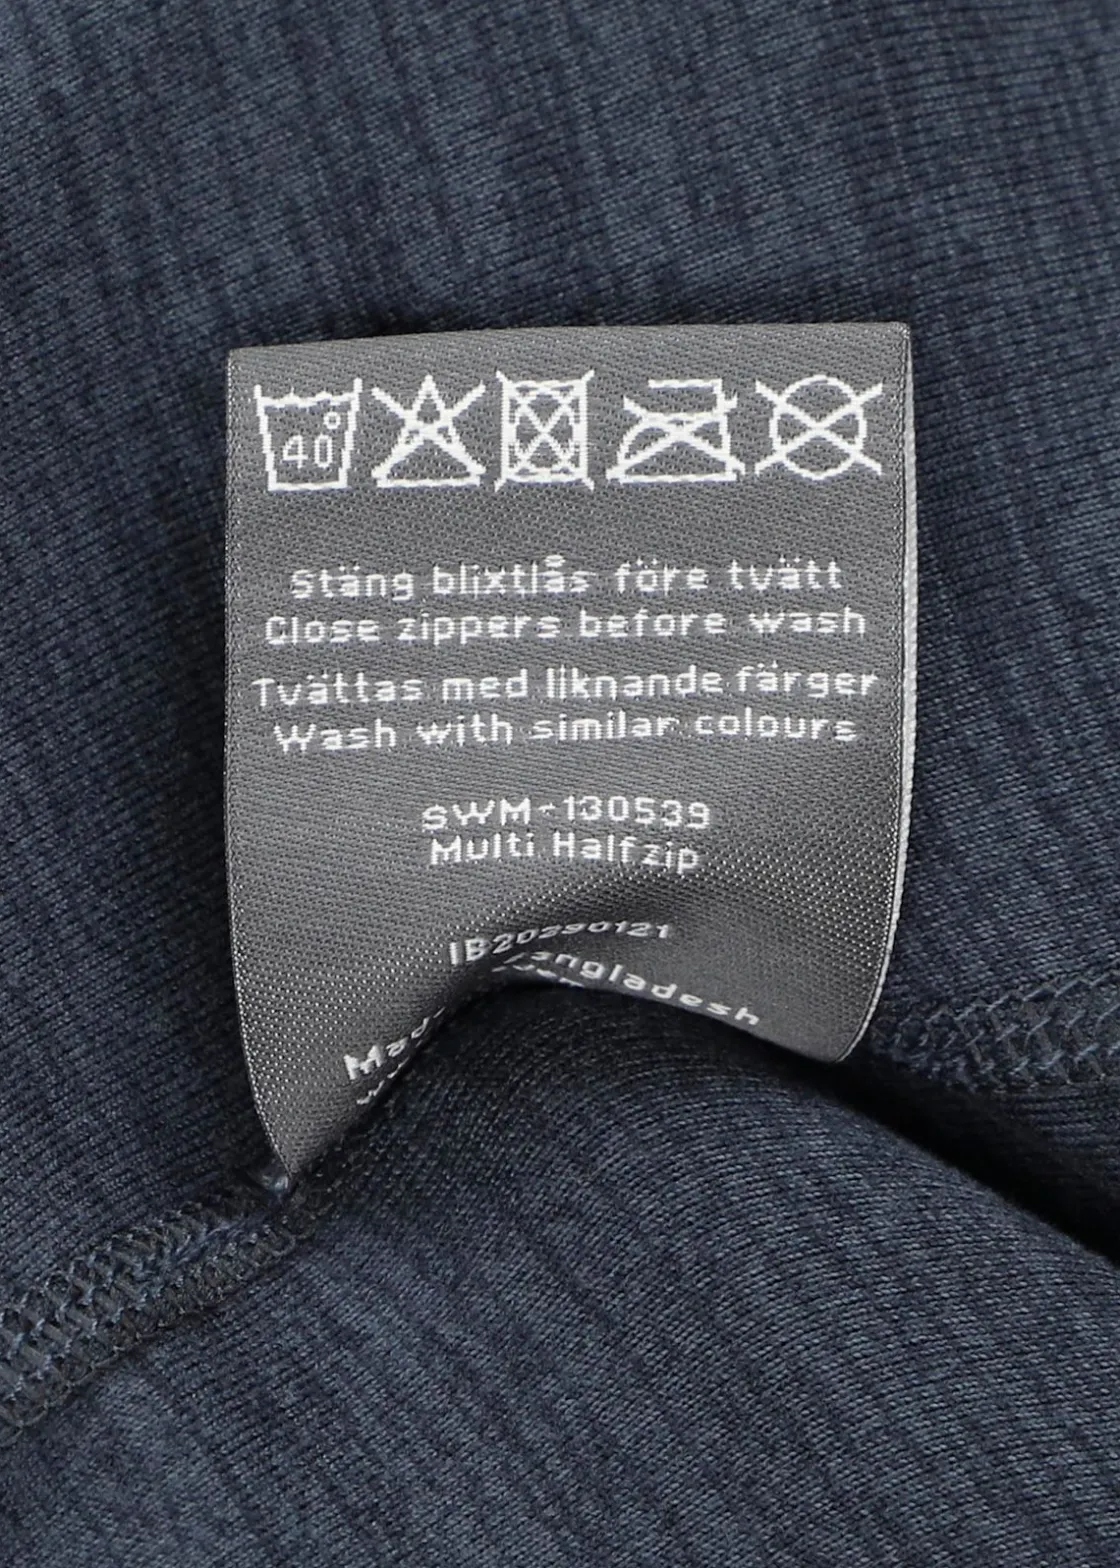 40°
Stäng blixtlås före tvätt
Close zippers before wash
Tvättas med liknande färger
Wash with similar colours
SWM-130539
Multi Halfzip